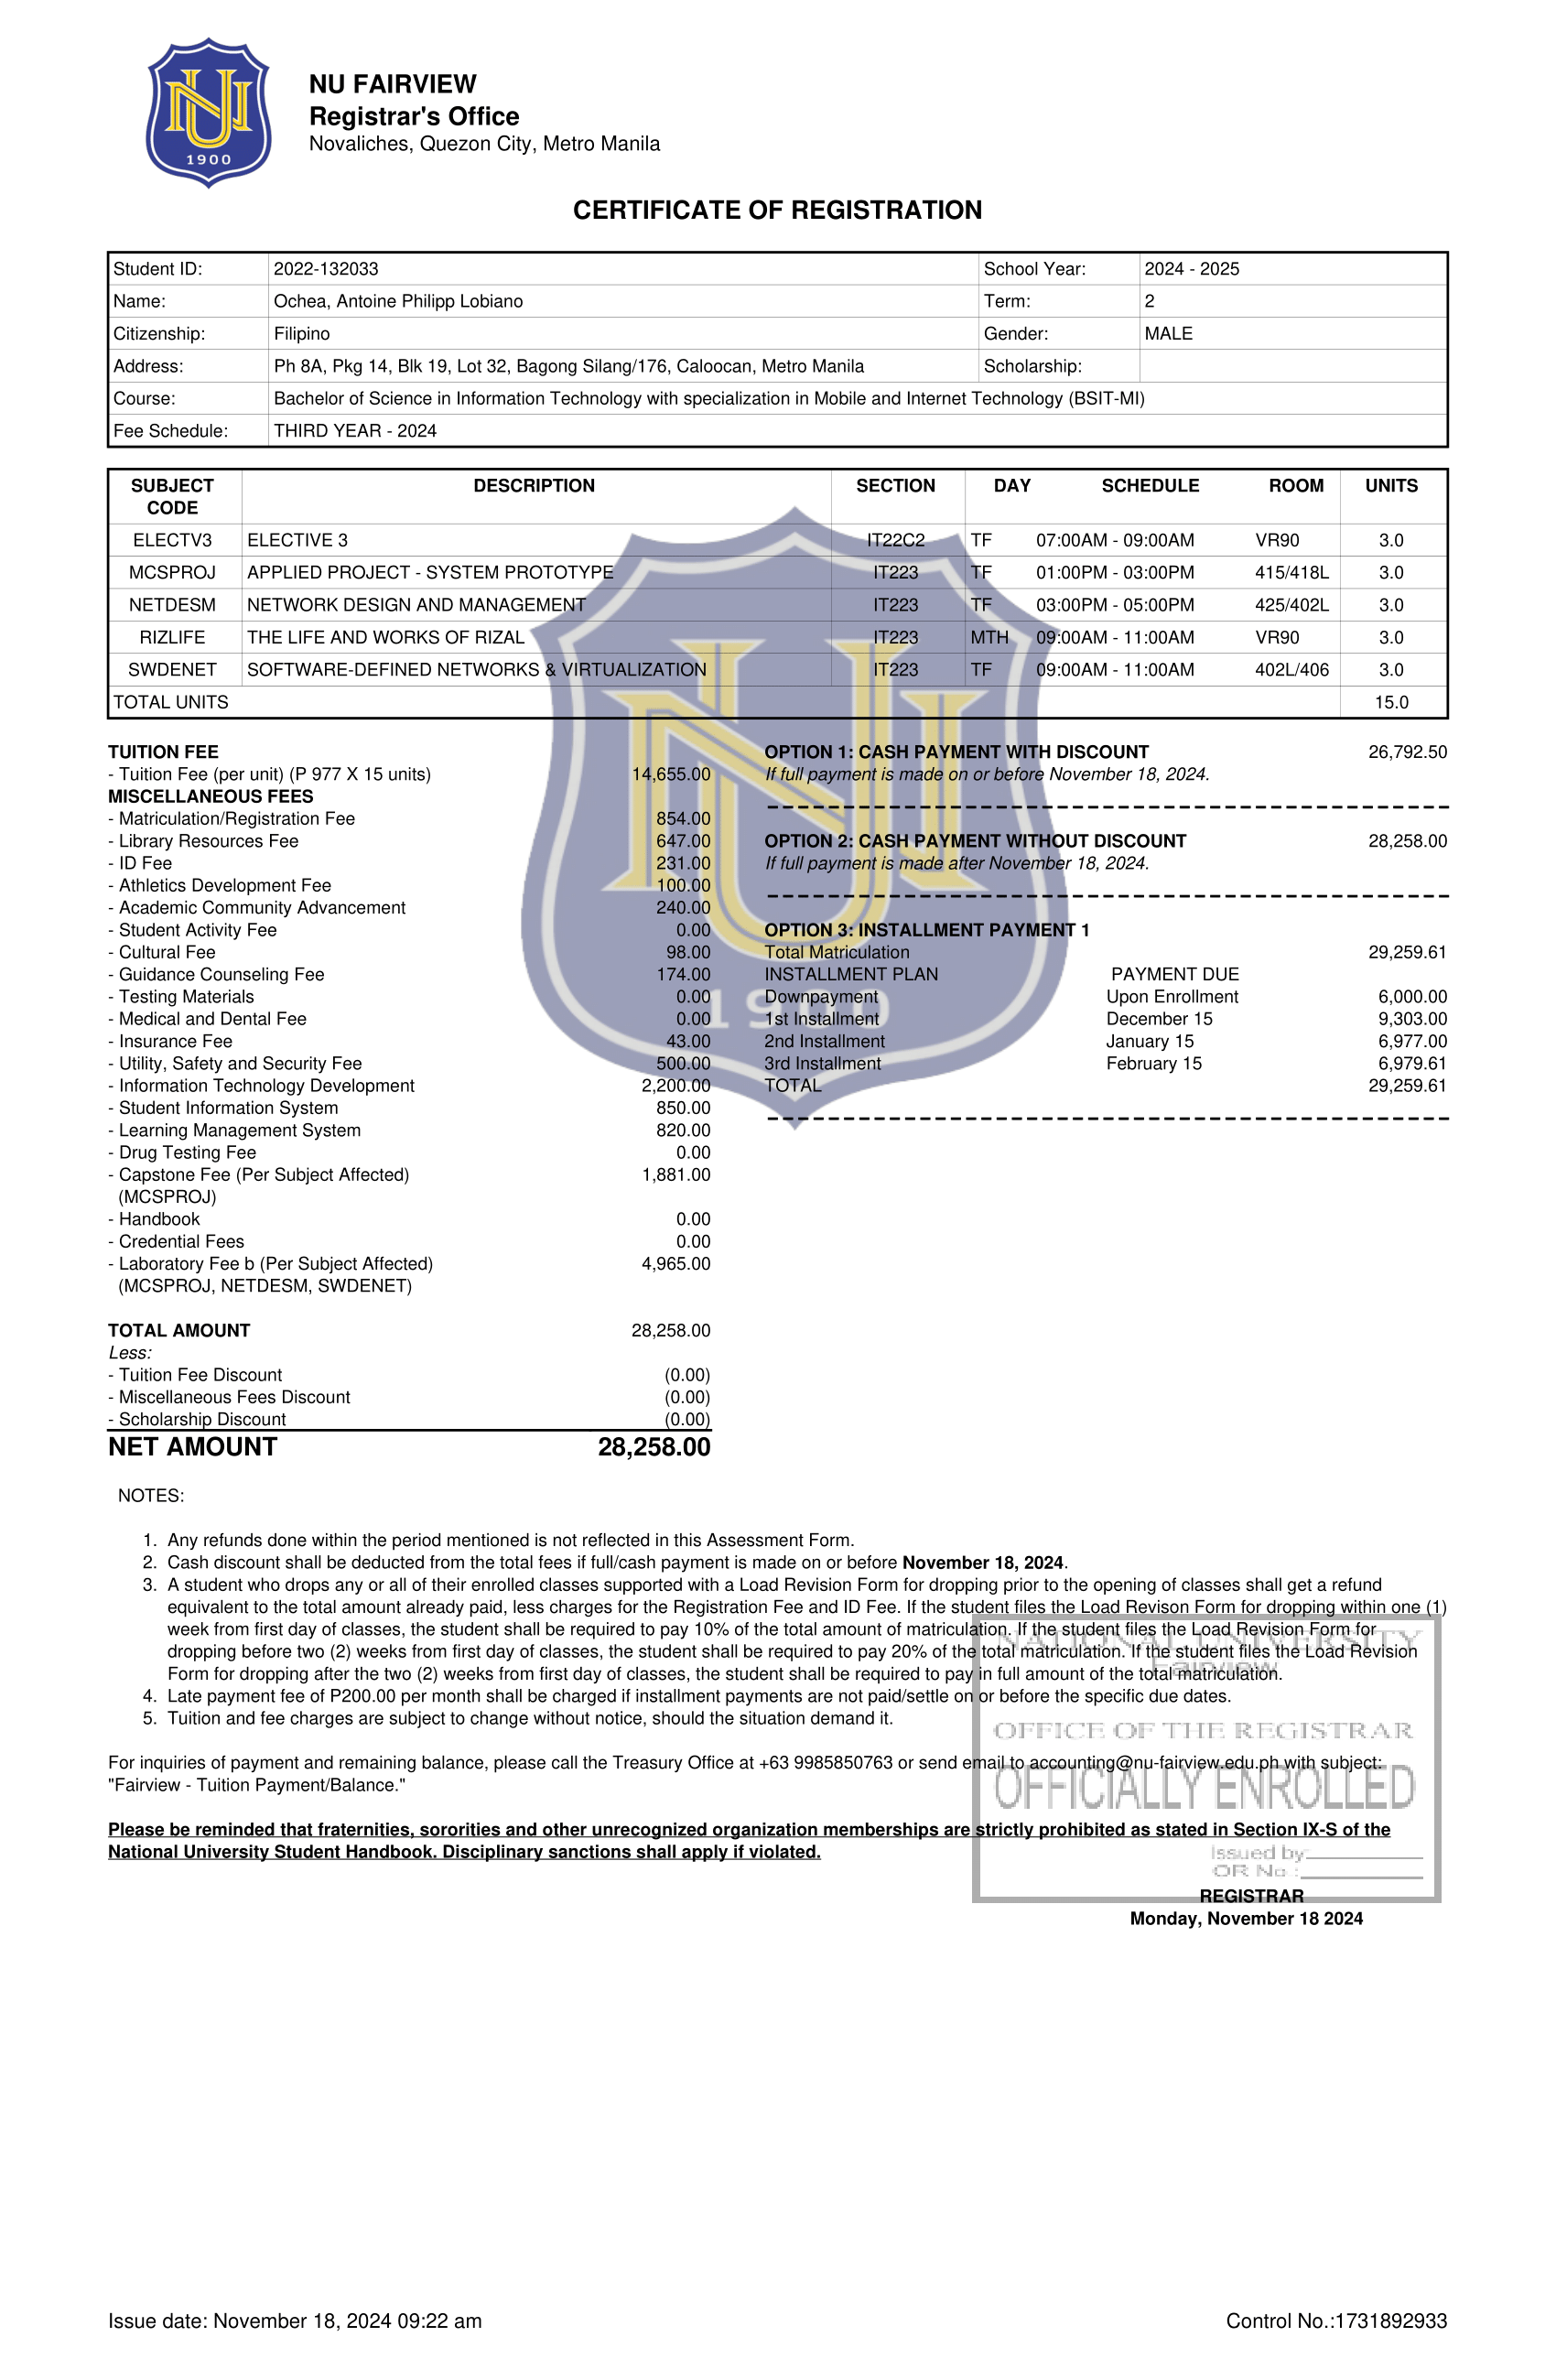 NU
1900
NU FAIRVIEW
Registrar's Office
Novaliches, Quezon City, Metro Manila
CERTIFICATE OF REGISTRATION
Student ID: 2022-132033 School Year: 2024 - 2025
Name: Ochea, Antoine Philipp Lobiano Term: 2
Citizenship: Filipino Gender: MALE
Address: Ph 8A, Pkg 14, Blk 19, Lot 32, Bagong Silang/176, Caloocan, Metro Manila Scholarship:
Course: Bachelor of Science in Information Technology with specialization in Mobile and Internet Technology (BSIT-MI)
Fee Schedule: THIRD YEAR - 2024
SUBJECT CODE DESCRIPTION SECTION DAY SCHEDULE ROOM UNITS
ELECTV3 ELECTIVE 3 IT22C2 TF 07:00AM - 09:00AM VR90 3.0
MCSPROJ APPLIED PROJECT - SYSTEM PROTOTYPE IT223 TF 01:00PM - 03:00PM 415/418L 3.0
NETDESM NETWORK DESIGN AND MANAGEMENT IT223 TF 03:00PM - 05:00PM 425/402L 3.0
RIZLIFE THE LIFE AND WORKS OF RIZAL IT223 MTH 09:00AM - 11:00AM VR90 3.0
SWDENET SOFTWARE-DEFINED NETWORKS & VIRTUALIZATION IT223 TF 09:00AM - 11:00AM 402L/406 3.0
TOTAL UNITS 15.0
TUITION FEE
- Tuition Fee (per unit) (P 977 X 15 units) 14,655.00
MISCELLANEOUS FEES
- Matriculation/Registration Fee 854.00
- Library Resources Fee 647.00
- ID Fee 231.00
- Athletics Development Fee 100.00
- Academic Community Advancement 240.00
- Student Activity Fee 0.00
- Cultural Fee 98.00
- Guidance Counseling Fee 174.00
- Testing Materials 0.00
- Medical and Dental Fee 0.00
- Insurance Fee 43.00
- Utility, Safety and Security Fee 500.00
- Information Technology Development 2,200.00
- Student Information System 850.00
- Learning Management System 820.00
- Drug Testing Fee 0.00
- Capstone Fee (Per Subject Affected) 1,881.00
(MCSPROJ)
- Handbook 0.00
- Credential Fees 0.00
- Laboratory Fee b (Per Subject Affected) 4,965.00
(MCSPROJ, NETDESM, SWDENET)
TOTAL AMOUNT 28,258.00
Less:
- Tuition Fee Discount (0.00)
- Miscellaneous Fees Discount (0.00)
- Scholarship Discount (0.00)
NET AMOUNT 28,258.00
OPTION 1: CASH PAYMENT WITH DISCOUNT 26,792.50
If full payment is made on or before November 18, 2024.
OPTION 2: CASH PAYMENT WITHOUT DISCOUNT 28,258.00
If full payment is made after November 18, 2024.
OPTION 3: INSTALLMENT PAYMENT 1
Total Matriculation 29,259.61
INSTALLMENT PLAN PAYMENT DUE
Downpayment Upon Enrollment 6,000.00
1st Installment December 15 9,303.00
2nd Installment January 15 6,977.00
3rd Installment February 15 6,979.61
TOTAL 29,259.61
NU
1900
NOTES:
1. Any refunds done within the period mentioned is not reflected in this Assessment Form.
2. Cash discount shall be deducted from the total fees if full/cash payment is made on or before November 18, 2024.
3. A student who drops any or all of their enrolled classes supported with a Load Revision Form for dropping prior to the opening of classes shall get a refund
equivalent to the total amount already paid, less charges for the Registration Fee and ID Fee. If the student files the Load Revison Form for dropping within one (1)
week from first day of classes, the student shall be required to pay 10% of the total amount of matriculation. If the student files the Load Revision Form for
dropping before two (2) weeks from first day of classes, the student shall be required to pay 20% of the total matriculation. If the student files the Load Revision
Form for dropping after the two (2) weeks from first day of classes, the student shall be required to pay in full amount of the total matriculation.
4. Late payment fee of P200.00 per month shall be charged if installment payments are not paid/settle on or before the specific due dates.
5. Tuition and fee charges are subject to change without notice, should the situation demand it.
For inquiries of payment and remaining balance, please call the Treasury Office at +63 9985850763 or send email to accounting@nu-fairview.edu.ph with subject:
"Fairview - Tuition Payment/Balance."
Please be reminded that fraternities, sororities and other unrecognized organization memberships are strictly prohibited as stated in Section IX-S of the
National University Student Handbook. Disciplinary sanctions shall apply if violated.
NATIONAL UNIVERSITY
Fairview
OFFICE OF THE REGISTRAR
OFFICIALLY ENROLLED
Issued by:
OR No.:
REGISTRAR
Monday, November 18 2024
Issue date: November 18, 2024 09:22 am Control No.:1731892933